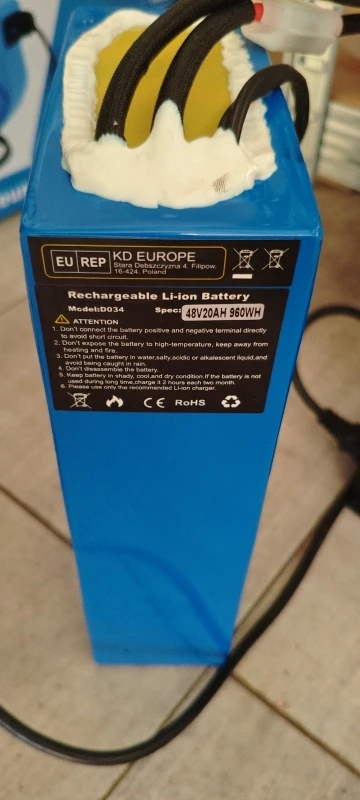 EU REP
KD EUROPE
Stara Debszczyzna 4, Filipow.
16-424, Poland
Rechargeable Li-ion Battery
Model:D034 Spec: 48V20AH 960WH
ATTENTION
1. Don't connect the battery positive and negative terminal directly
to avoid short circuit.
2. Don't expose the battery to high-temperature, keep away from
heating and fire.
3. Don't put the battery in water,salty,acidic or alkalescent liquid,and
avoid being caught in rain.
4. Don't disassemble the battery.
5. Keep battery in shady, cool,and dry condition.If the battery is not
used during long time,charge it 2 hours each two month.
6. Please use only the recommended Li-ion charger.
CE RoHS